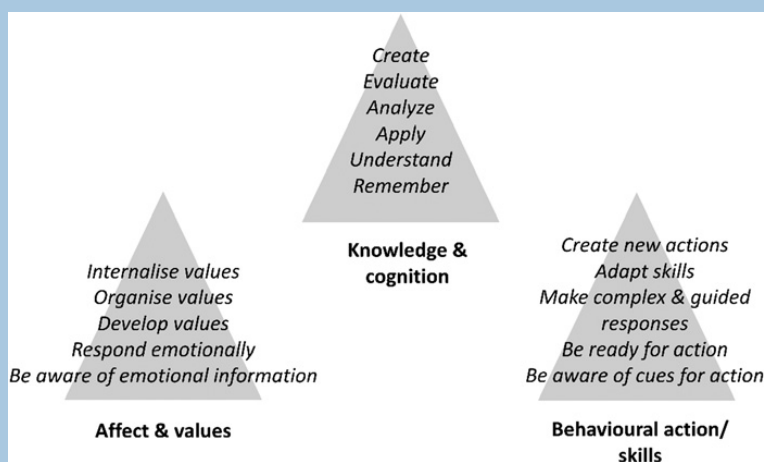 Create
Evaluate
Analyze
Apply
Understand
Remember
Knowledge &
cognition
Internalise values
Organise values
Develop values
Respond emotionally
Be aware of emotional information
Affect & values
Create new actions
Adapt skills
Make complex & guided
responses
Be ready for action
Be aware of cues for action
Behavioural action/
skills